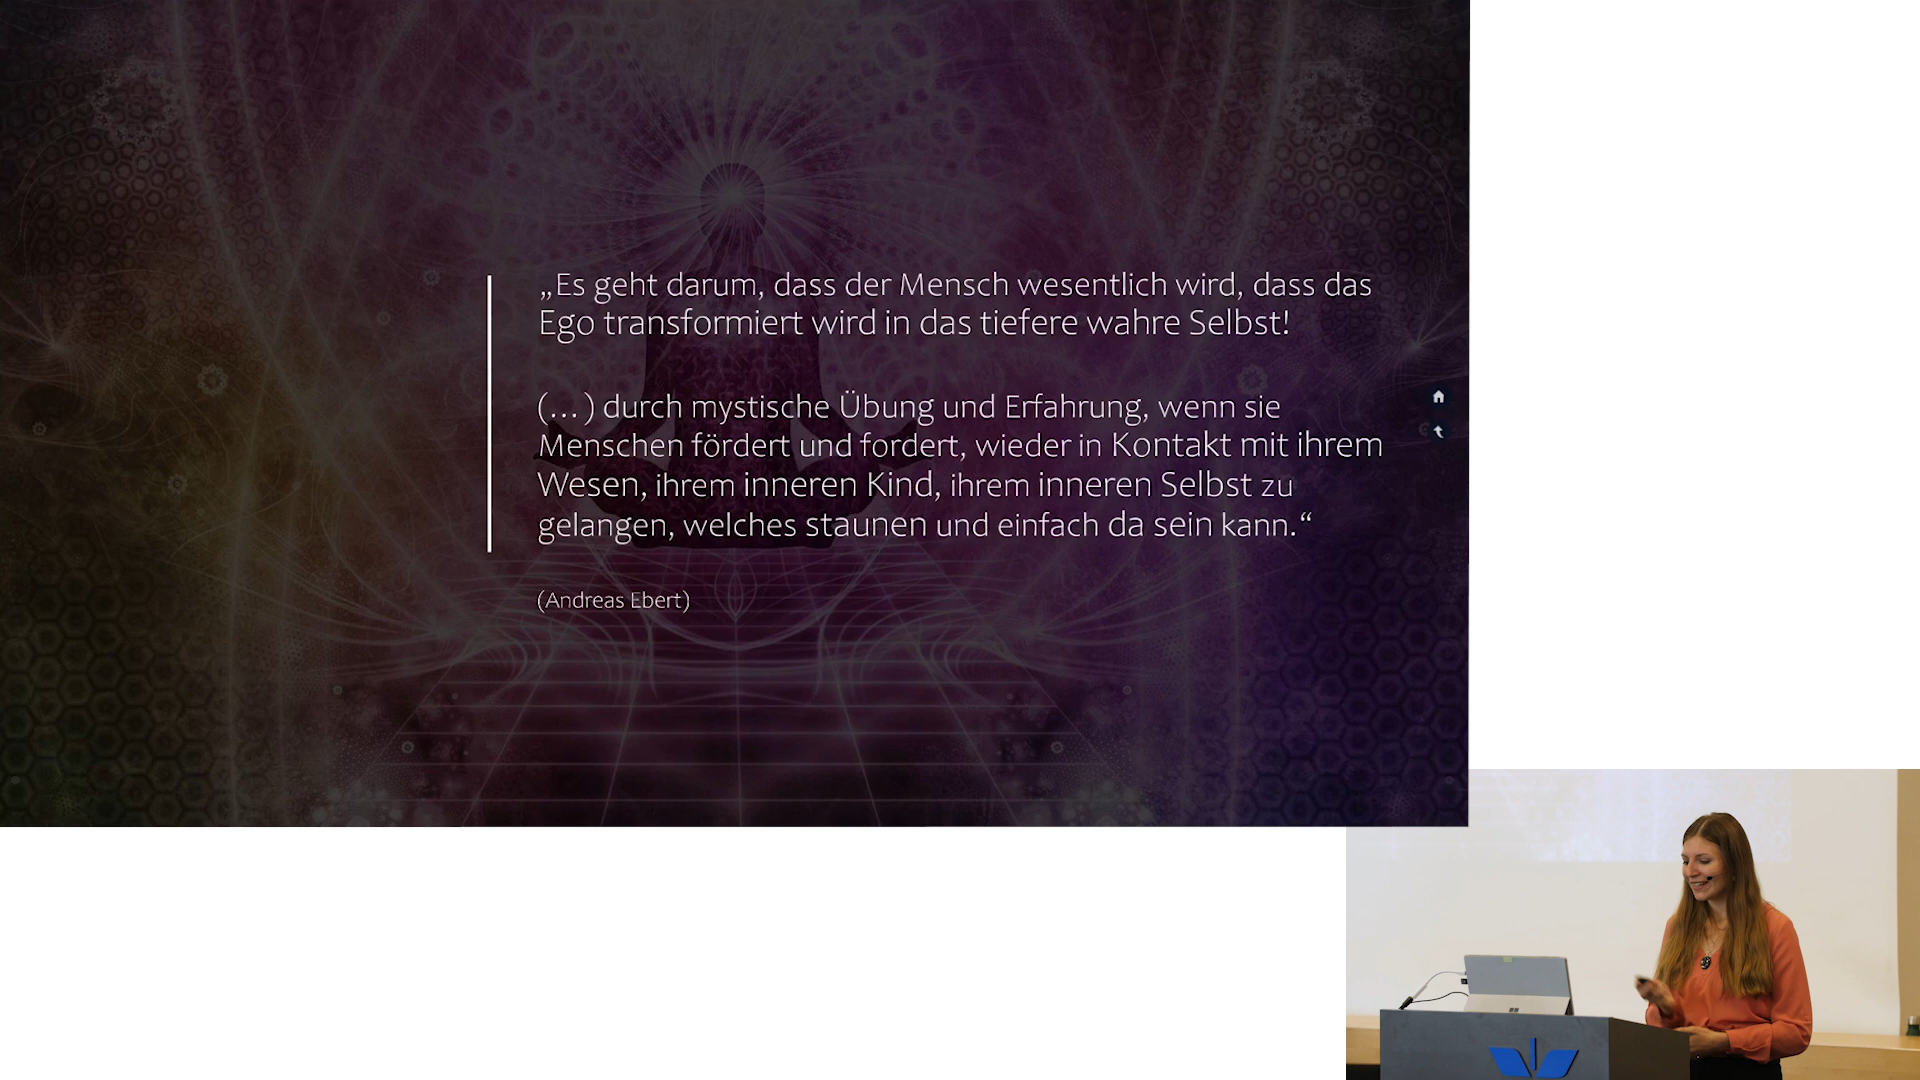 „Es geht darum, dass der Mensch wesentlich wird, dass das
Ego transformiert wird in das tiefere wahre Selbst!
(…) durch mystische Übung und Erfahrung, wenn sie
Menschen fördert und fordert, wieder in Kontakt mit ihrem
Wesen, ihrem inneren Kind, ihrem inneren Selbst zu
gelangen, welches staunen und einfach da sein kann.“
(Andreas Ebert)